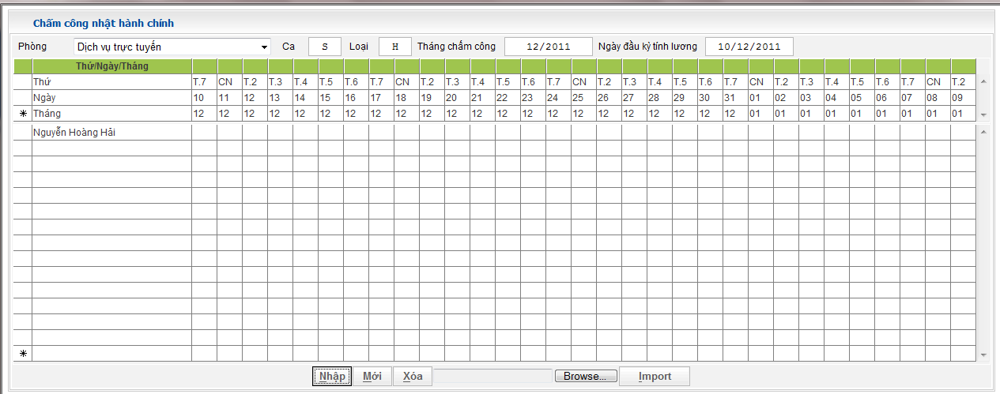 Chấm công nhật hành chính
Phòng Dịch vụ trực tuyến Ca S Loại H Tháng chấm công 12/2011 Ngày đầu kỳ tính lương 10/12/2011
Thứ/Ngày/Tháng
Thứ T.7 CN T.2 T.3 T.4 T.5 T.6 T.7 CN T.2 T.3 T.4 T.5 T.6 T.7 CN T.2 T.3 T.4 T.5 T.6 T.7 CN T.2 T.3 T.4 T.5 T.6 T.7 CN T.2
Ngày 10 11 12 13 14 15 16 17 18 19 20 21 22 23 24 25 26 27 28 29 30 31 01 02 03 04 05 06 07 08 09
* Tháng 12 12 12 12 12 12 12 12 12 12 12 12 12 12 12 12 12 12 12 12 12 12 01 01 01 01 01 01 01 01 01
Nguyễn Hoàng Hải
*
Nhập Mới Xóa Browse... Import